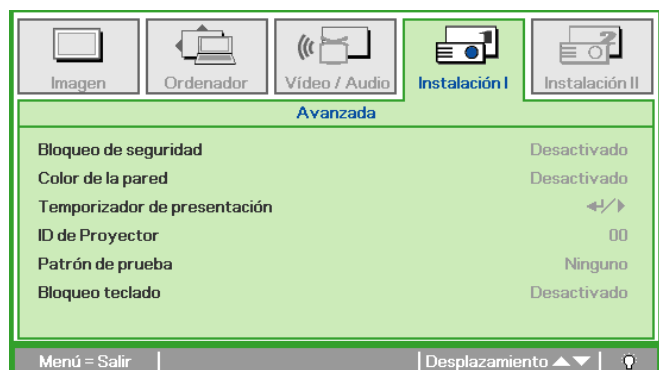 Imagen Ordenador Vídeo / Audio Instalación I Instalación II
Avanzada
Bloqueo de seguridad Desactivado
Color de la pared Desactivado
Temporizador de presentación
ID de Proyector 00
Patrón de prueba Ninguno
Bloqueo teclado Desactivado
Menú = Salir Desplazamiento